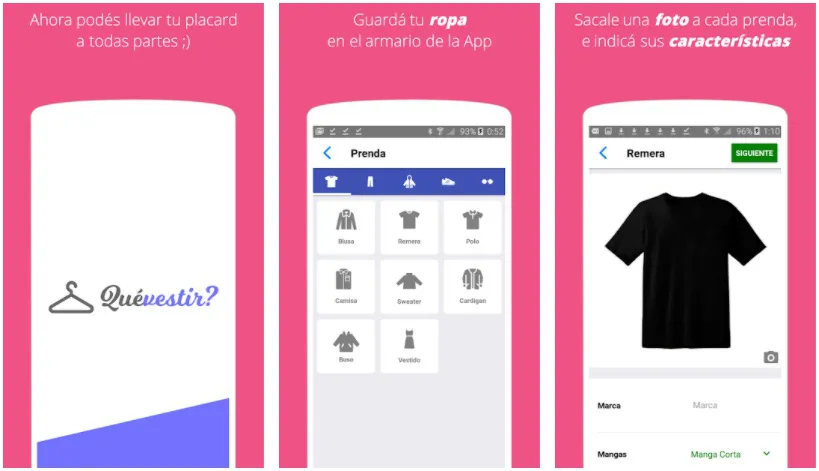 Ahora podés llevar tu placard
a todas partes ;)
Quévestir?
Guardá tu ropa
en el armario de la App
93% 0:52
Prenda
Blusa
Remera
Polo
Camisa
Sweater
Cardigan
Buso
Vestido
Sacale una foto a cada prenda,
e indicá sus características
96% 1:10
Remera
SIGUIENTE
Marca
Marca
Mangas
Manga Corta